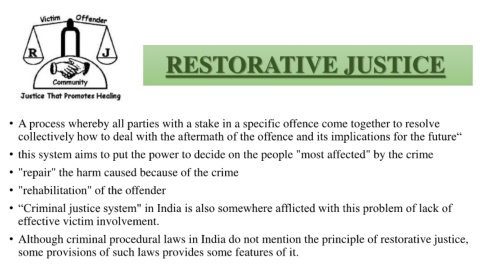 Victim Offender
R J
Community
Justice That Promotes Healing
RESTORATIVE JUSTICE
• A process whereby all parties with a stake in a specific offence come together to resolve
collectively how to deal with the aftermath of the offence and its implications for the future“
• this system aims to put the power to decide on the people "most affected" by the crime
• "repair" the harm caused because of the crime
• "rehabilitation" of the offender
• “Criminal justice system" in India is also somewhere afflicted with this problem of lack of
effective victim involvement.
• Although criminal procedural laws in India do not mention the principle of restorative justice,
some provisions of such laws provides some features of it.